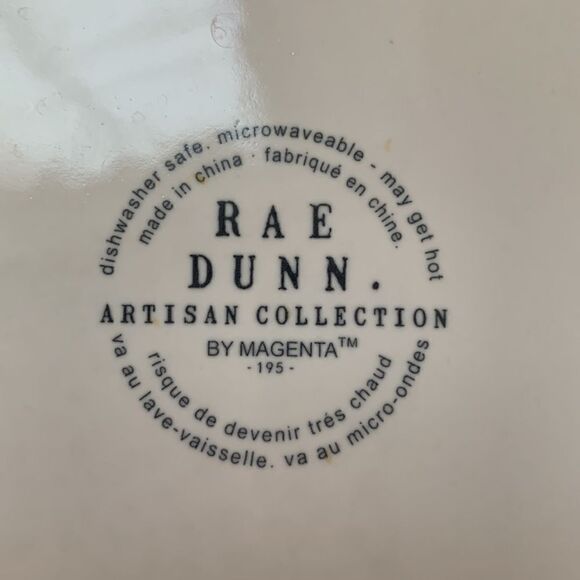 dishwasher safe. microwaveable - may get hot
made in china · fabriqué en chine.
RAE
DUNN.
ARTISAN COLLECTION
BY MAGENTA™
- 195 -
risque de devenir trés chaud
va au lave-vaisselle. va au micro-ondes